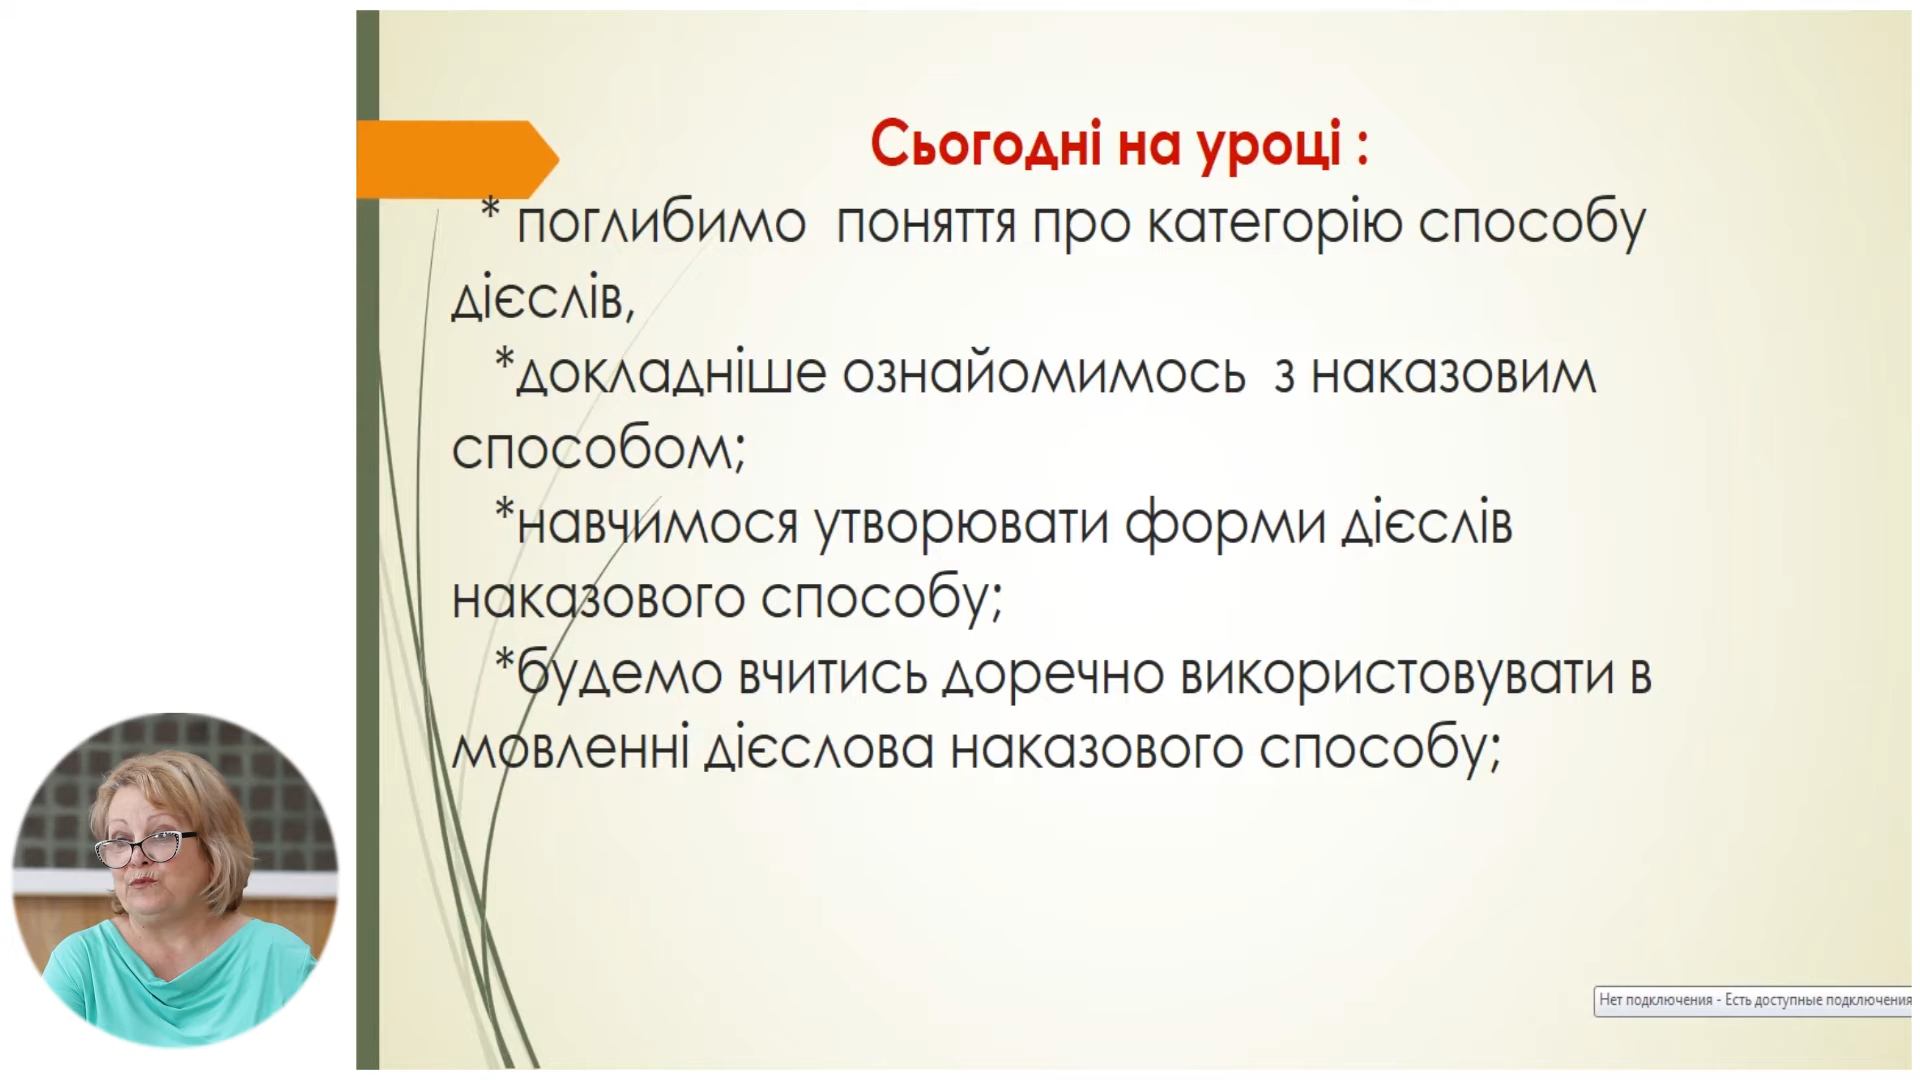 Сьогодні на уроці :
* поглибимо поняття про категорію способу
дієслів,
*докладніше ознайомимось з наказовим
способом;
*навчимося утворювати форми дієслів
наказового способу;
*будемо вчитись доречно використовувати в
мовленні дієслова наказового способу;
Нет подключения - Есть доступные подключения